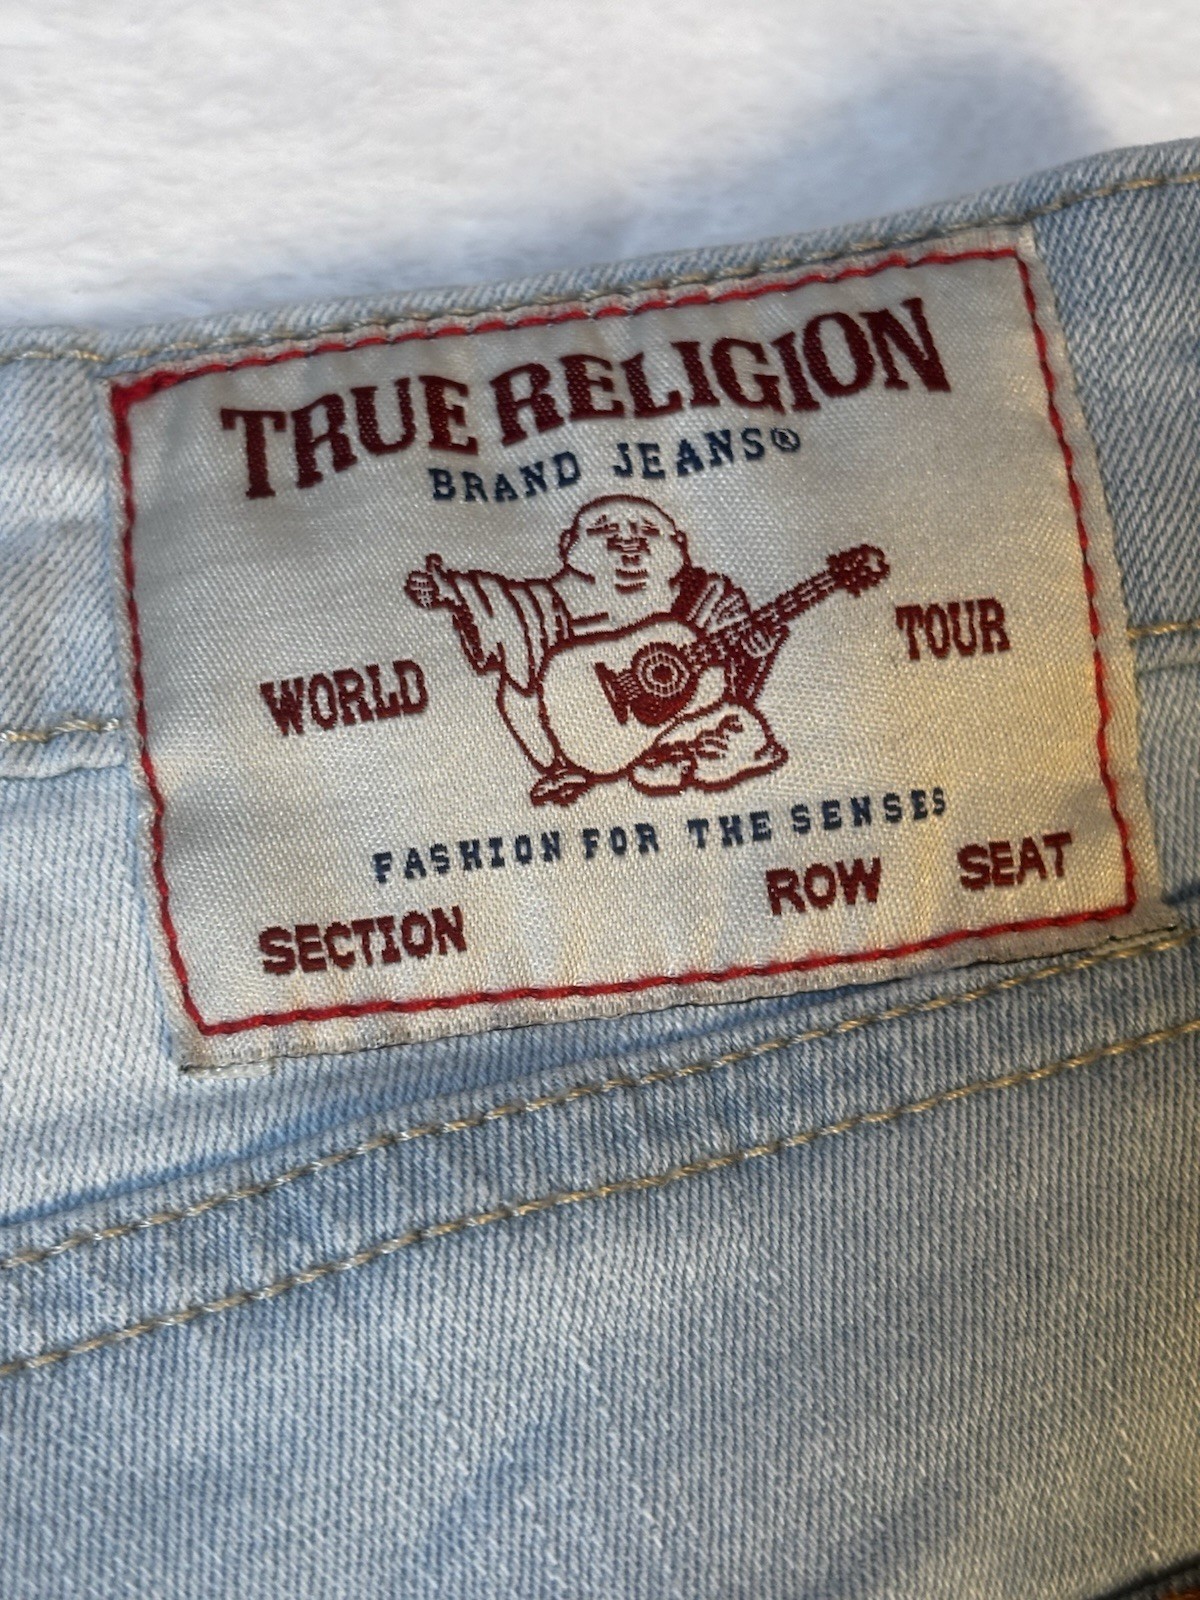 TRUE RELIGION
BRAND JEANS®
WORLD TOUR
FASHION FOR THE SENSES
SECTION ROW SEAT